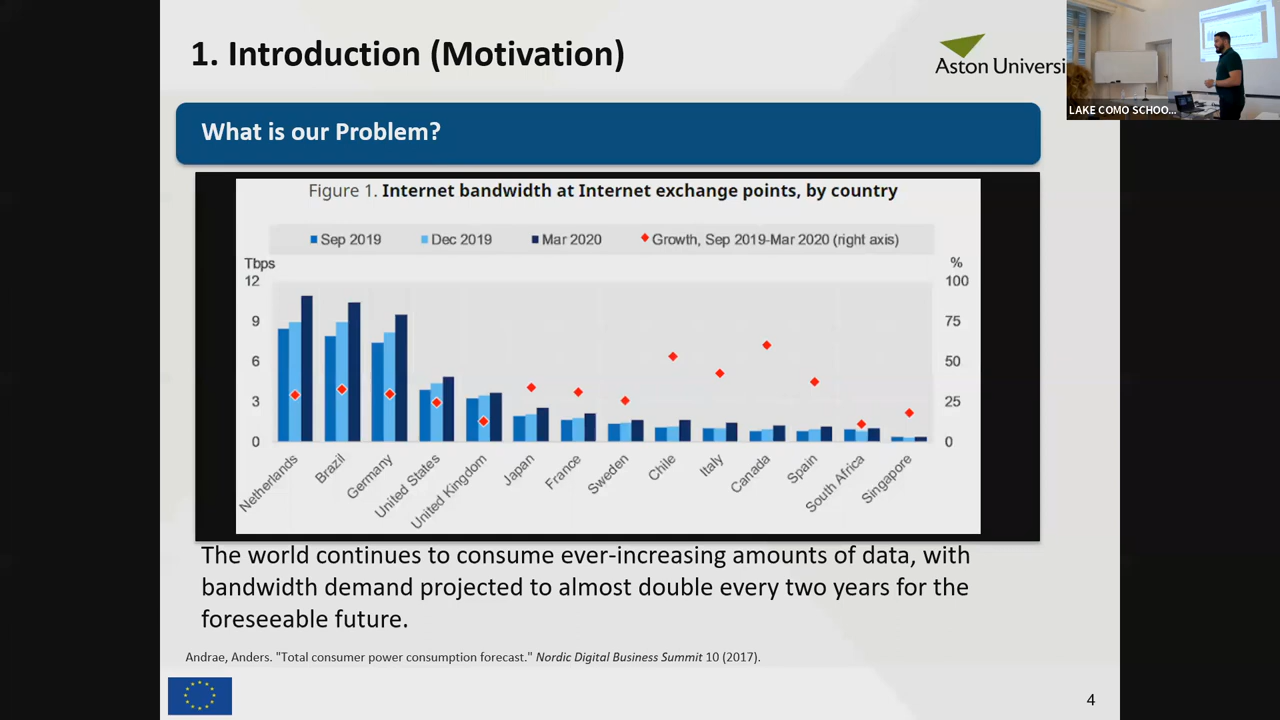 1. Introduction (Motivation)
Aston Universi
LAKE COMO SCHOO...
What is our Problem?
Figure 1. Internet bandwidth at Internet exchange points, by country
Sep 2019 Dec 2019 Mar 2020 Growth, Sep 2019-Mar 2020 (right axis)
Tbps %
12 100
9 75
6 50
3 25
0 0
Netherlands
Brazil
Germany
United States
United Kingdom
Japan
France
Sweden
Chile
Italy
Canada
Spain
South Africa
Singapore
The world continues to consume ever-increasing amounts of data, with
bandwidth demand projected to almost double every two years for the
foreseeable future.
Andrae, Anders. "Total consumer power consumption forecast." Nordic Digital Business Summit 10 (2017).
4